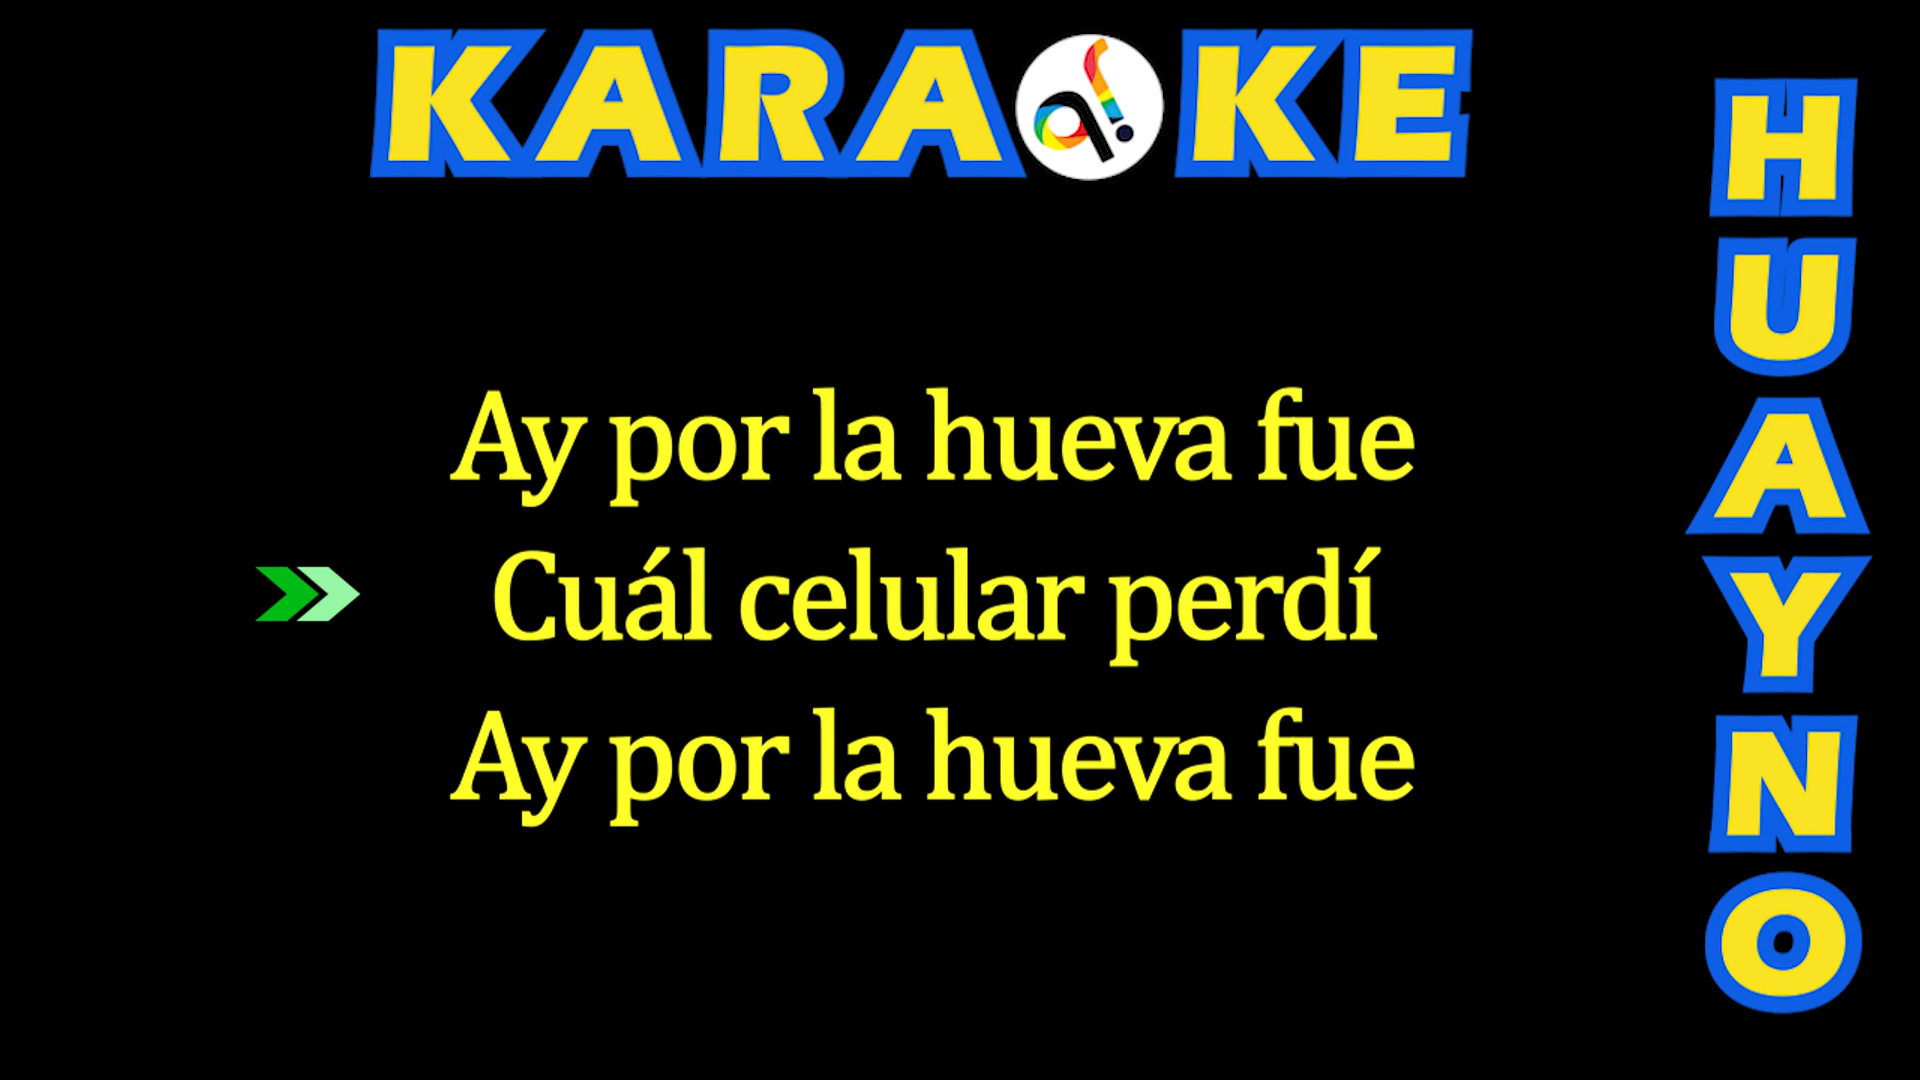 KARAOKE
Ay por la hueva fue
Cuál celular perdí
Ay por la hueva fue
HUAYNO